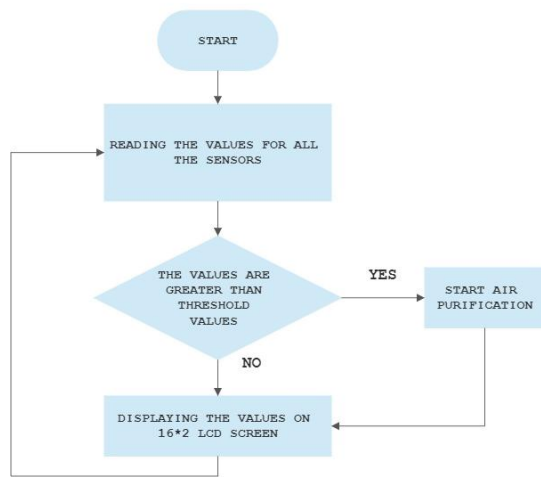 START
READING THE VALUES FOR ALL
THE SENSORS
THE VALUES ARE
GREATER THAN
THRESHOLD
VALUES
YES
START AIR
PURIFICATION
NO
DISPLAYING THE VALUES ON
16*2 LCD SCREEN